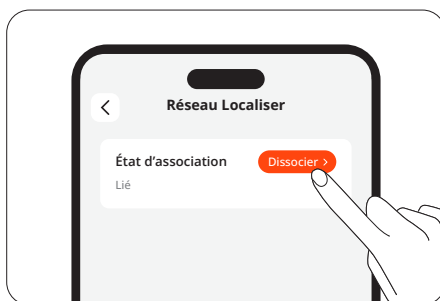 Réseau Localiser
État d’association
Dissocier >
Lié